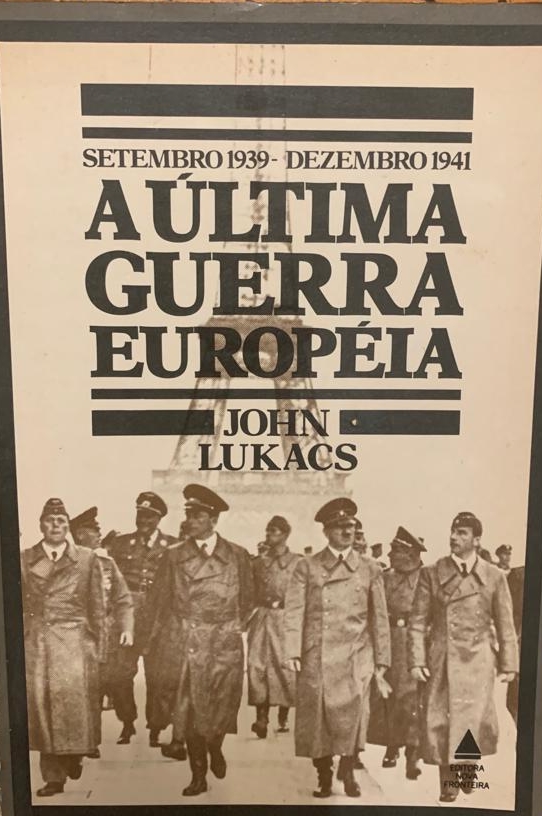 SETEMBRO 1939 - DEZEMBRO 1941
A ÚLTIMA
GUERRA
EUROPÉIA
JOHN
LUKACS
EDITORA
NOVA
FRONTEIRA